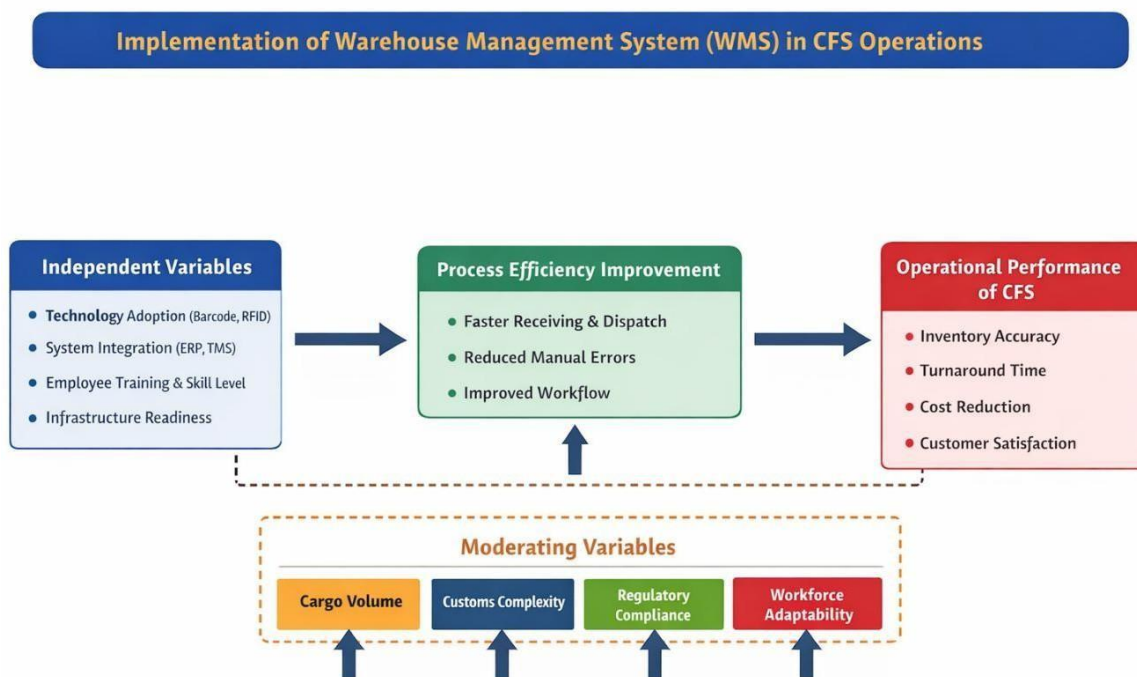 Implementation of Warehouse Management System (WMS) in CFS Operations
Independent Variables
• Technology Adoption (Barcode, RFID)
• System Integration (ERP, TMS)
• Employee Training & Skill Level
• Infrastructure Readiness
Process Efficiency Improvement
• Faster Receiving & Dispatch
• Reduced Manual Errors
• Improved Workflow
Operational Performance
of CFS
• Inventory Accuracy
• Turnaround Time
• Cost Reduction
• Customer Satisfaction
Moderating Variables
Cargo Volume
Customs Complexity
Regulatory
Compliance
Workforce
Adaptability